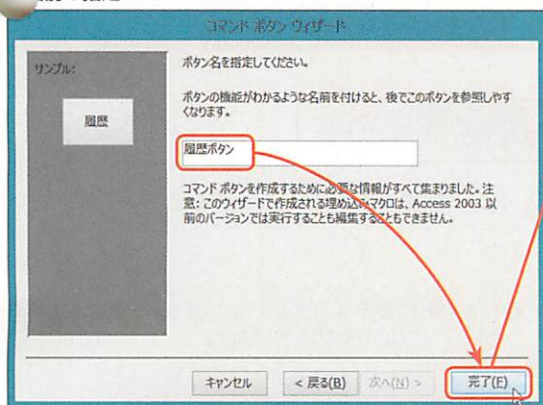 コマンド ボタン ウィザード
サンプル:
履歴
ボタン名を指定してください。
ボタンの機能がわかるような名前を付けると、後でこのボタンを参照しやす
くなります。
履歴ボタン
コマンド ボタンを作成するために必要な情報がすべて集まりました。注
意: このウィザードで作成される埋め込みマクロは、Access 2003 以
前のバージョンでは実行することも編集することもできません。
キャンセル
< 戻る(B)
次へ(N) >
完了(F)